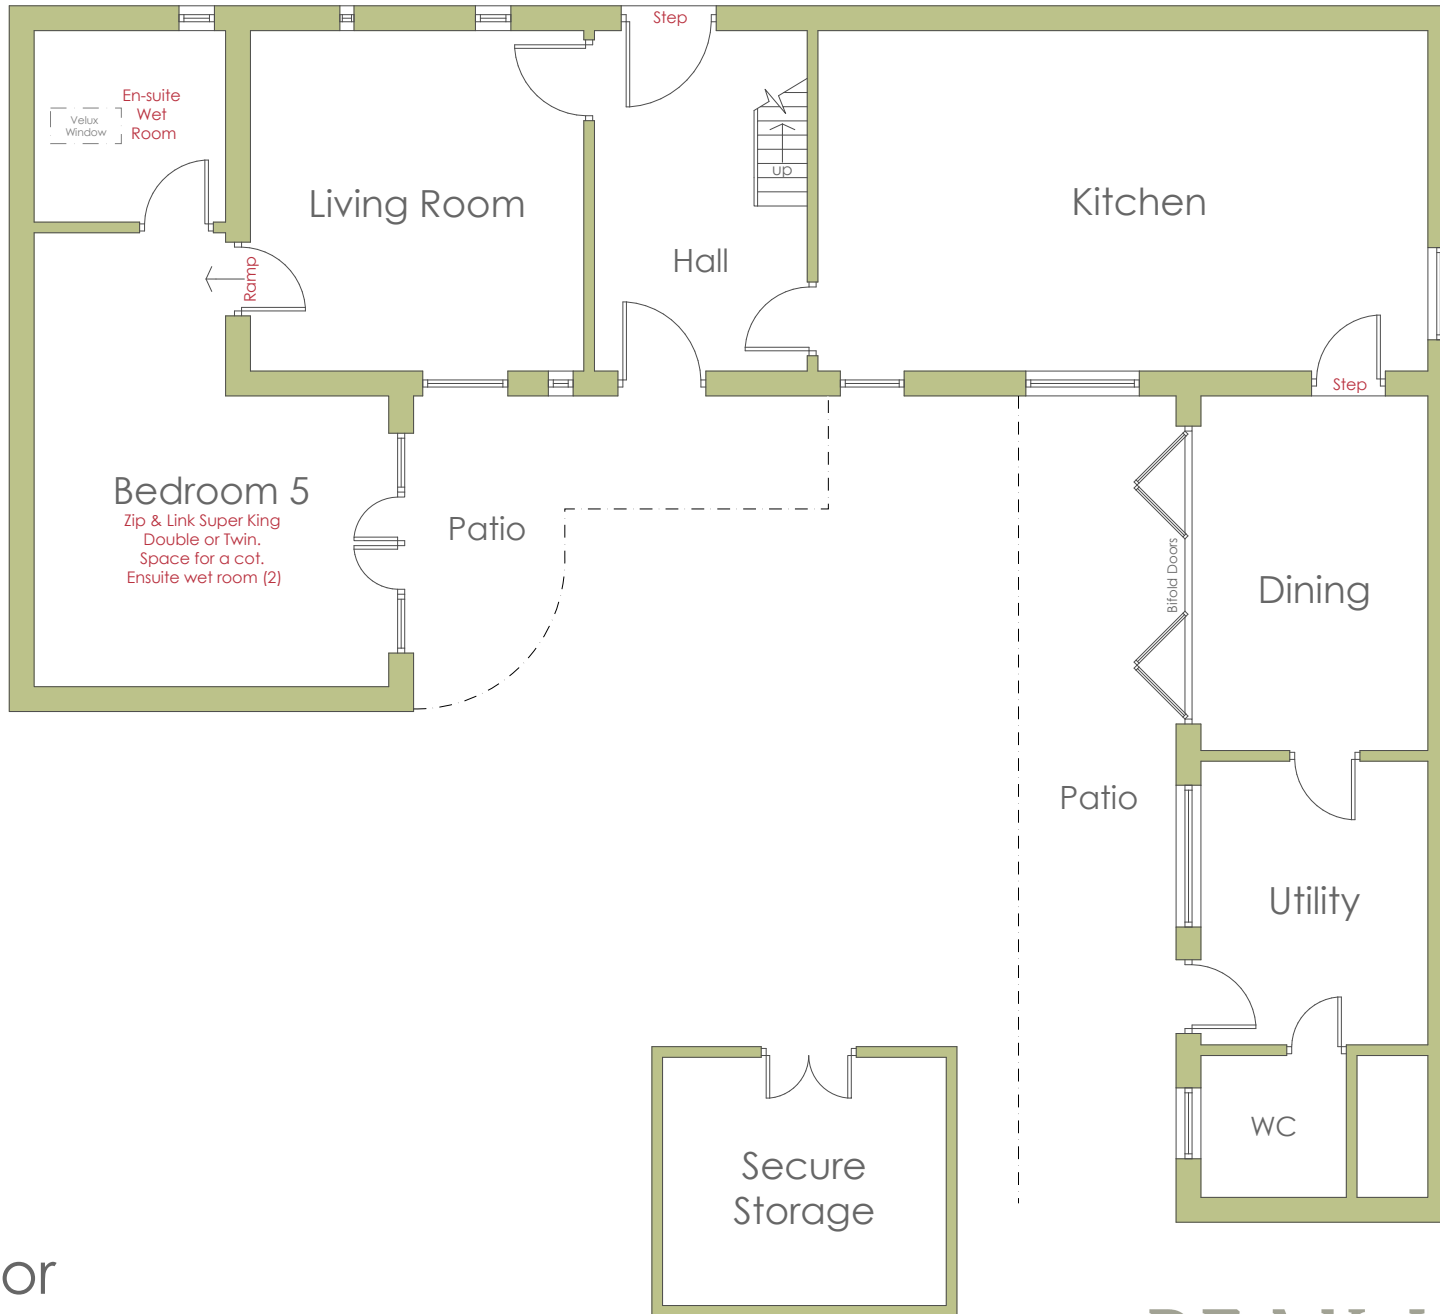 Step
En-suite
Wet
Room
Velux
Window
Living Room
up
Kitchen
Hall
Ramp
Step
Bedroom 5
Zip & Link Super King
Double or Twin.
Space for a cot.
Ensuite wet room (2)
Patio
Bifold Doors
Dining
Patio
Utility
WC
Secure
Storage
or